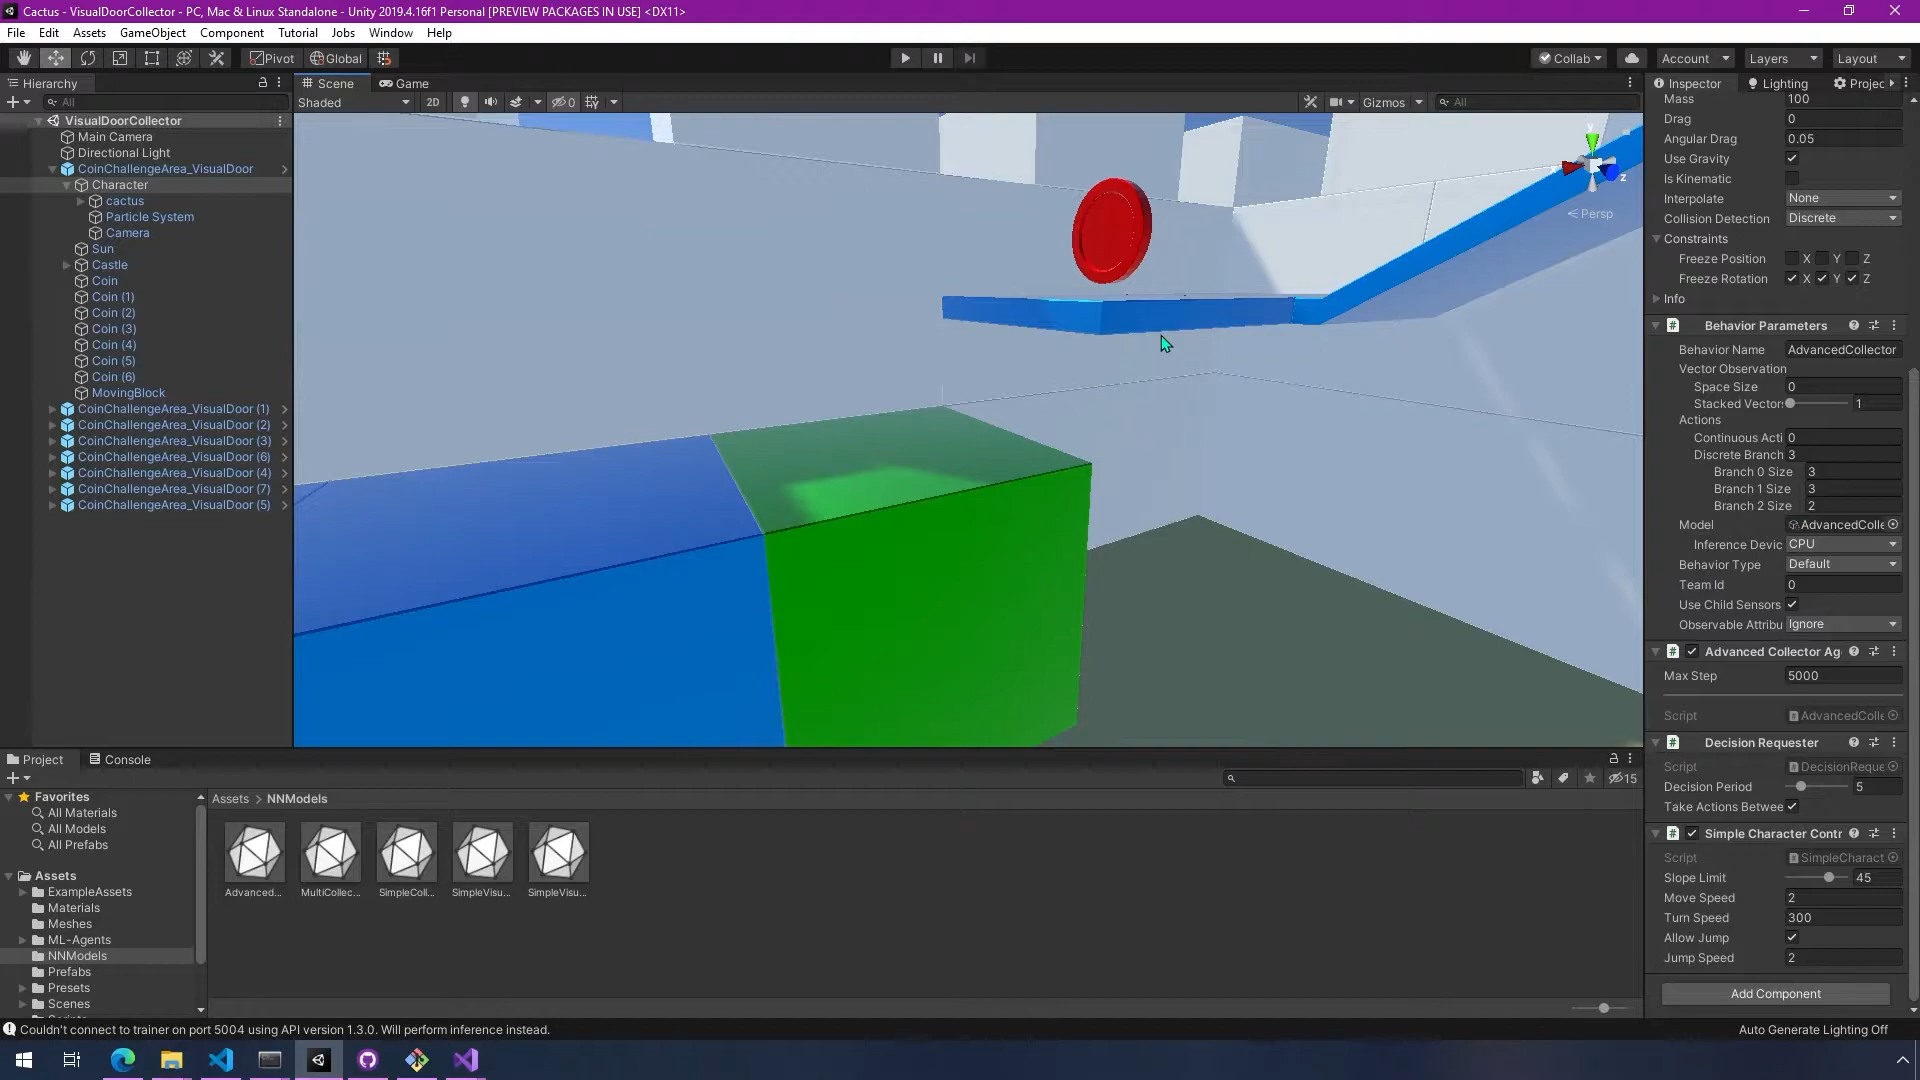 Cactus - VisualDoorCollector - PC, Mac & Linux Standalone - Unity 2019.4.16f1 Personal [PREVIEW PACKAGES IN USE] <DX11>
File Edit Assets GameObject Component Tutorial Jobs Window Help
Pivot Global Collab Account Layers Layout
Hierarchy
All
VisualDoorCollector
Main Camera
Directional Light
CoinChallengeArea_VisualDoor
Character
cactus
Particle System
Camera
Sun
Castle
Coin
Coin (1)
Coin (2)
Coin (3)
Coin (4)
Coin (5)
Coin (6)
MovingBlock
CoinChallengeArea_VisualDoor (1)
CoinChallengeArea_VisualDoor (2)
CoinChallengeArea_VisualDoor (3)
CoinChallengeArea_VisualDoor (6)
CoinChallengeArea_VisualDoor (4)
CoinChallengeArea_VisualDoor (7)
CoinChallengeArea_VisualDoor (5)
Scene Game
Shaded 2D 0 Gizmos All
y
x
z
Persp
Inspector Lighting Projec
Mass 100
Drag 0
Angular Drag 0.05
Use Gravity
Is Kinematic
Interpolate None
Collision Detection Discrete
Constraints
Freeze Position X Y Z
Freeze Rotation X Y Z
Info
Behavior Parameters
Behavior Name AdvancedCollector
Vector Observation
Space Size 0
Stacked Vectors 1
Actions
Continuous Acti 0
Discrete Branch 3
Branch 0 Size 3
Branch 1 Size 3
Branch 2 Size 2
Model AdvancedColle
Inference Devic CPU
Behavior Type Default
Team Id 0
Use Child Sensors
Observable Attribu Ignore
Advanced Collector Ag
Max Step 5000
Script AdvancedColle
Decision Requester
Script DecisionReque
Decision Period 5
Take Actions Betwee
Simple Character Contr
Script SimpleCharact
Slope Limit 45
Move Speed 2
Turn Speed 300
Allow Jump
Jump Speed 2
Add Component
Project Console
15
Favorites
All Materials
All Models
All Prefabs
Assets
ExampleAssets
Materials
Meshes
ML-Agents
NNModels
Prefabs
Presets
Scenes
Assets > NNModels
Advanced... MultiCollec... SimpleColl... SimpleVisu... SimpleVisu...
Couldn't connect to trainer on port 5004 using API version 1.3.0. Will perform inference instead.
Auto Generate Lighting Off